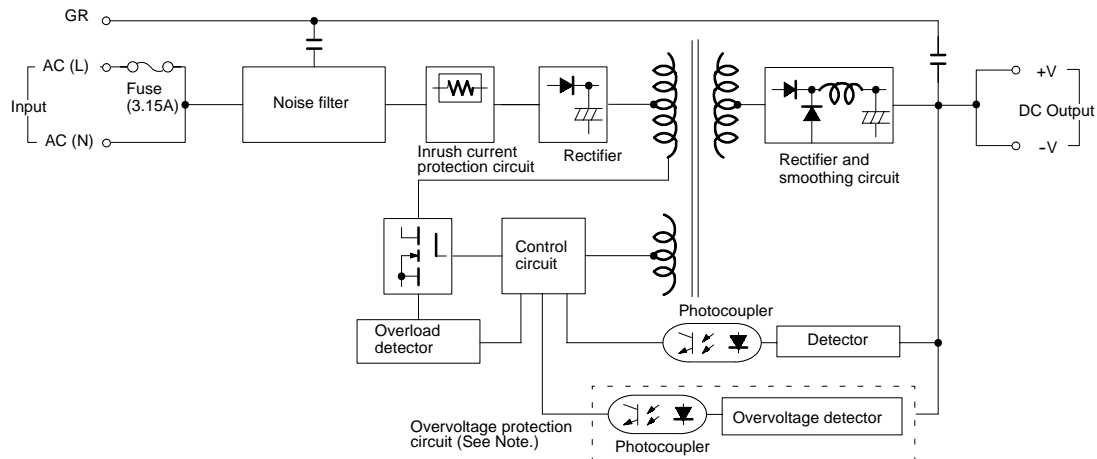 GR
AC (L)
Fuse
(3.15A)
Input
AC (N)
Noise filter
Inrush current
protection circuit
Rectifier
Rectifier and
smoothing circuit
+V
DC Output
−V
Control
circuit
Overload
detector
Photocoupler
Detector
Overvoltage protection
circuit (See Note.)
Photocoupler
Overvoltage detector